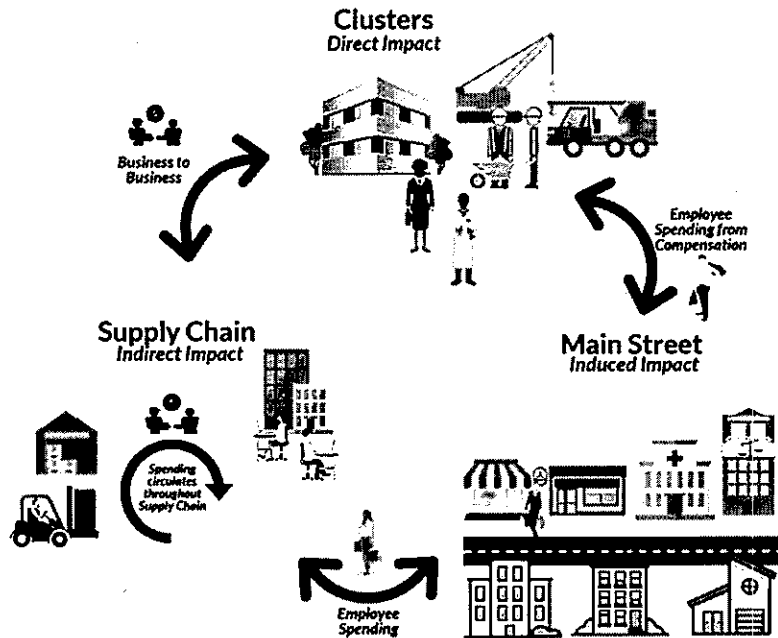 Clusters
Direct Impact
Business to
Business
Employee
Spending from
Compensation
Supply Chain
Indirect Impact
Main Street
Induced Impact
Spending
circulates
throughout
Supply Chain
Employee
Spending